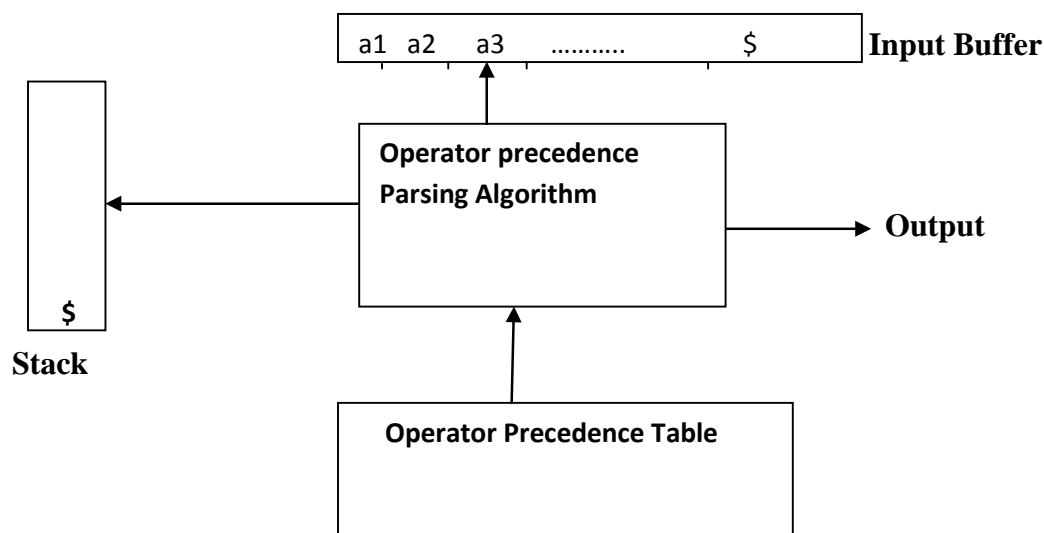 a1 a2 a3 ……….. $
Input Buffer
Operator precedence
Parsing Algorithm
Output
$
Stack
Operator Precedence Table